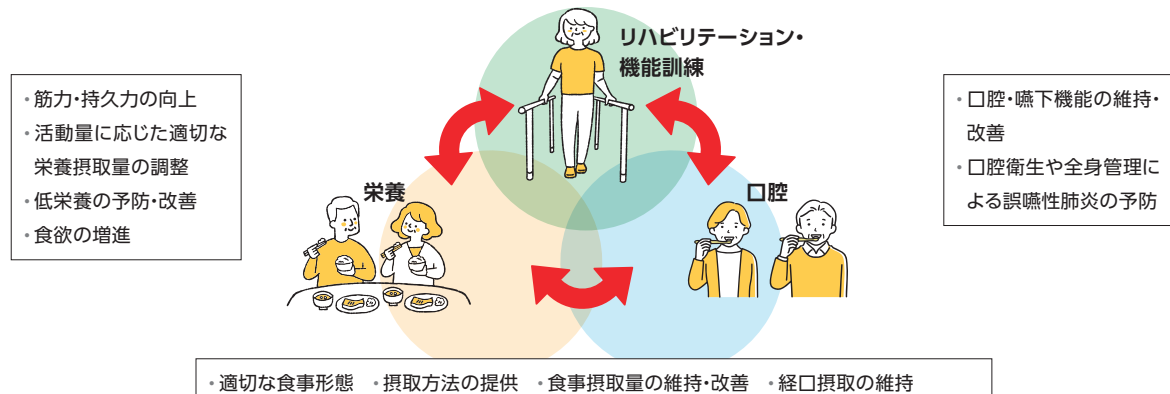 リハビリテーション・
機能訓練
・筋力・持久力の向上
・活動量に応じた適切な
栄養摂取量の調整
・低栄養の予防・改善
・食欲の増進
・口腔・嚥下機能の維持・
改善
・口腔衛生や全身管理に
よる誤嚥性肺炎の予防
栄養
口腔
・適切な食事形態 ・摂取方法の提供 ・食事摂取量の維持・改善 ・経口摂取の維持